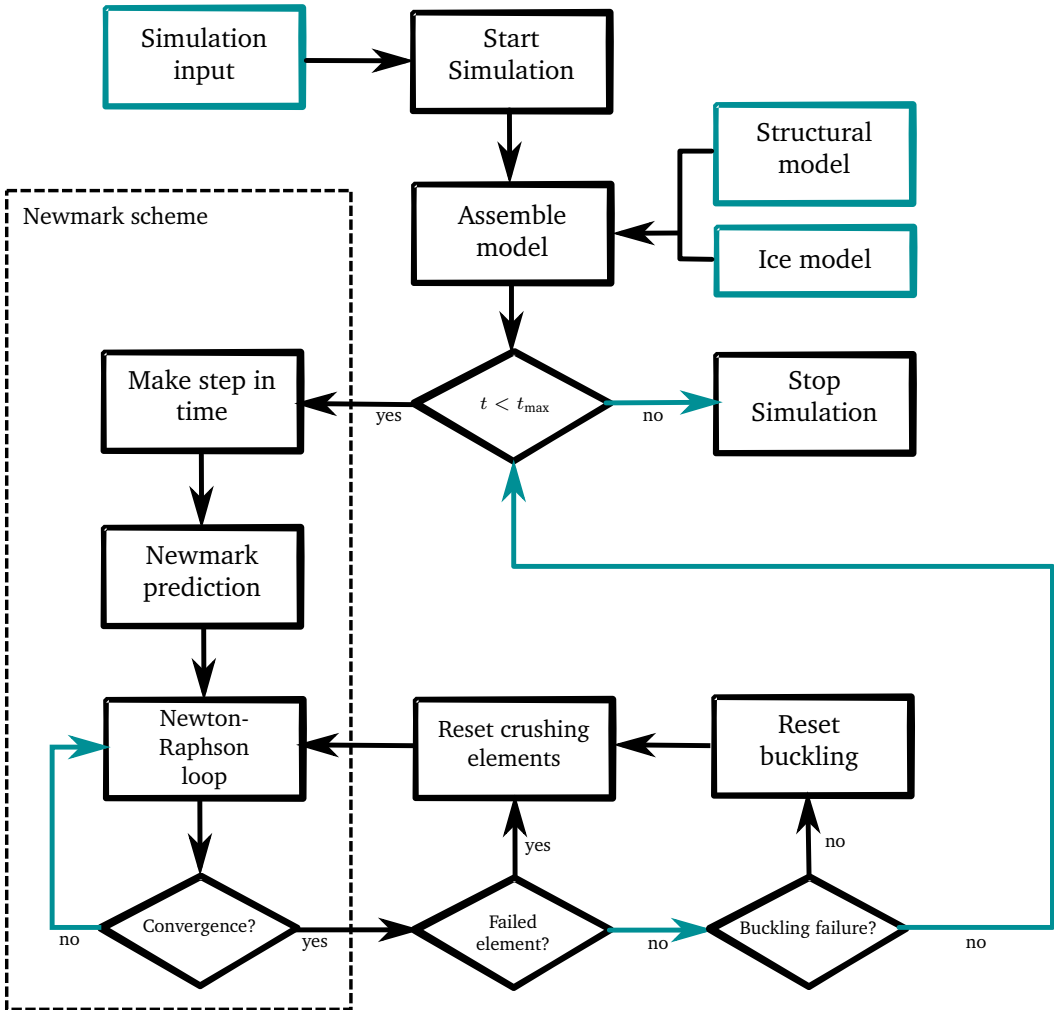 Simulation
input
Start
Simulation
Structural
model
Assemble
model
Ice model
Newmark scheme
Make step in
time
yes
t < t_max
no
Stop
Simulation
Newmark
prediction
Newton-
Raphson
loop
Reset crushing
elements
Reset
buckling
yes
no
Convergence?
no
yes
Failed
element?
no
Buckling failure?
no